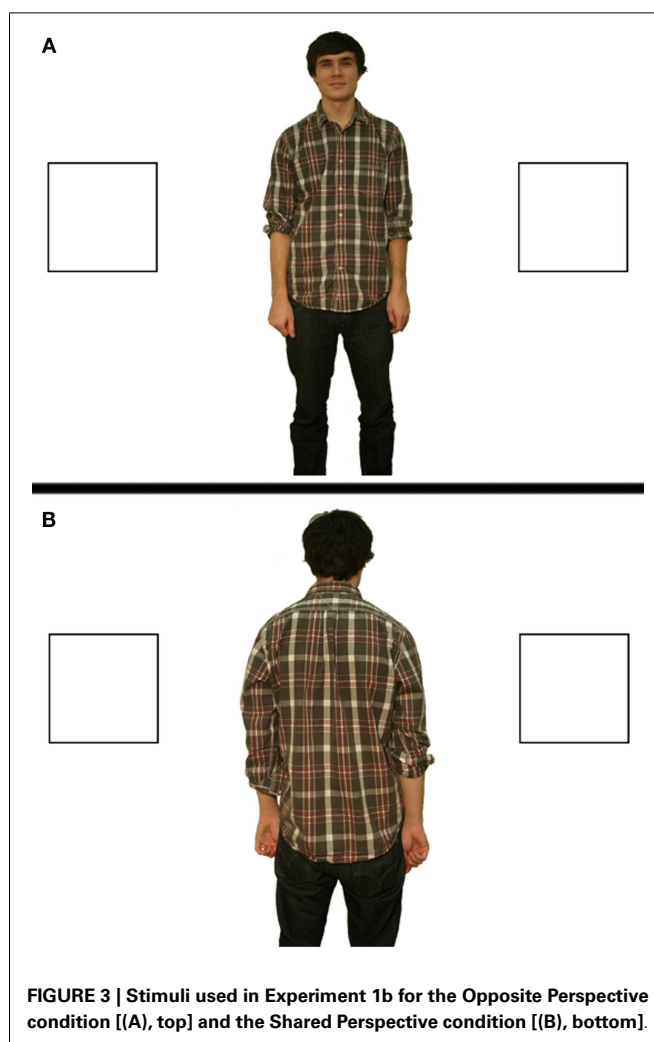 A
B
FIGURE 3 | Stimuli used in Experiment 1b for the Opposite Perspective
condition [(A), top] and the Shared Perspective condition [(B), bottom].